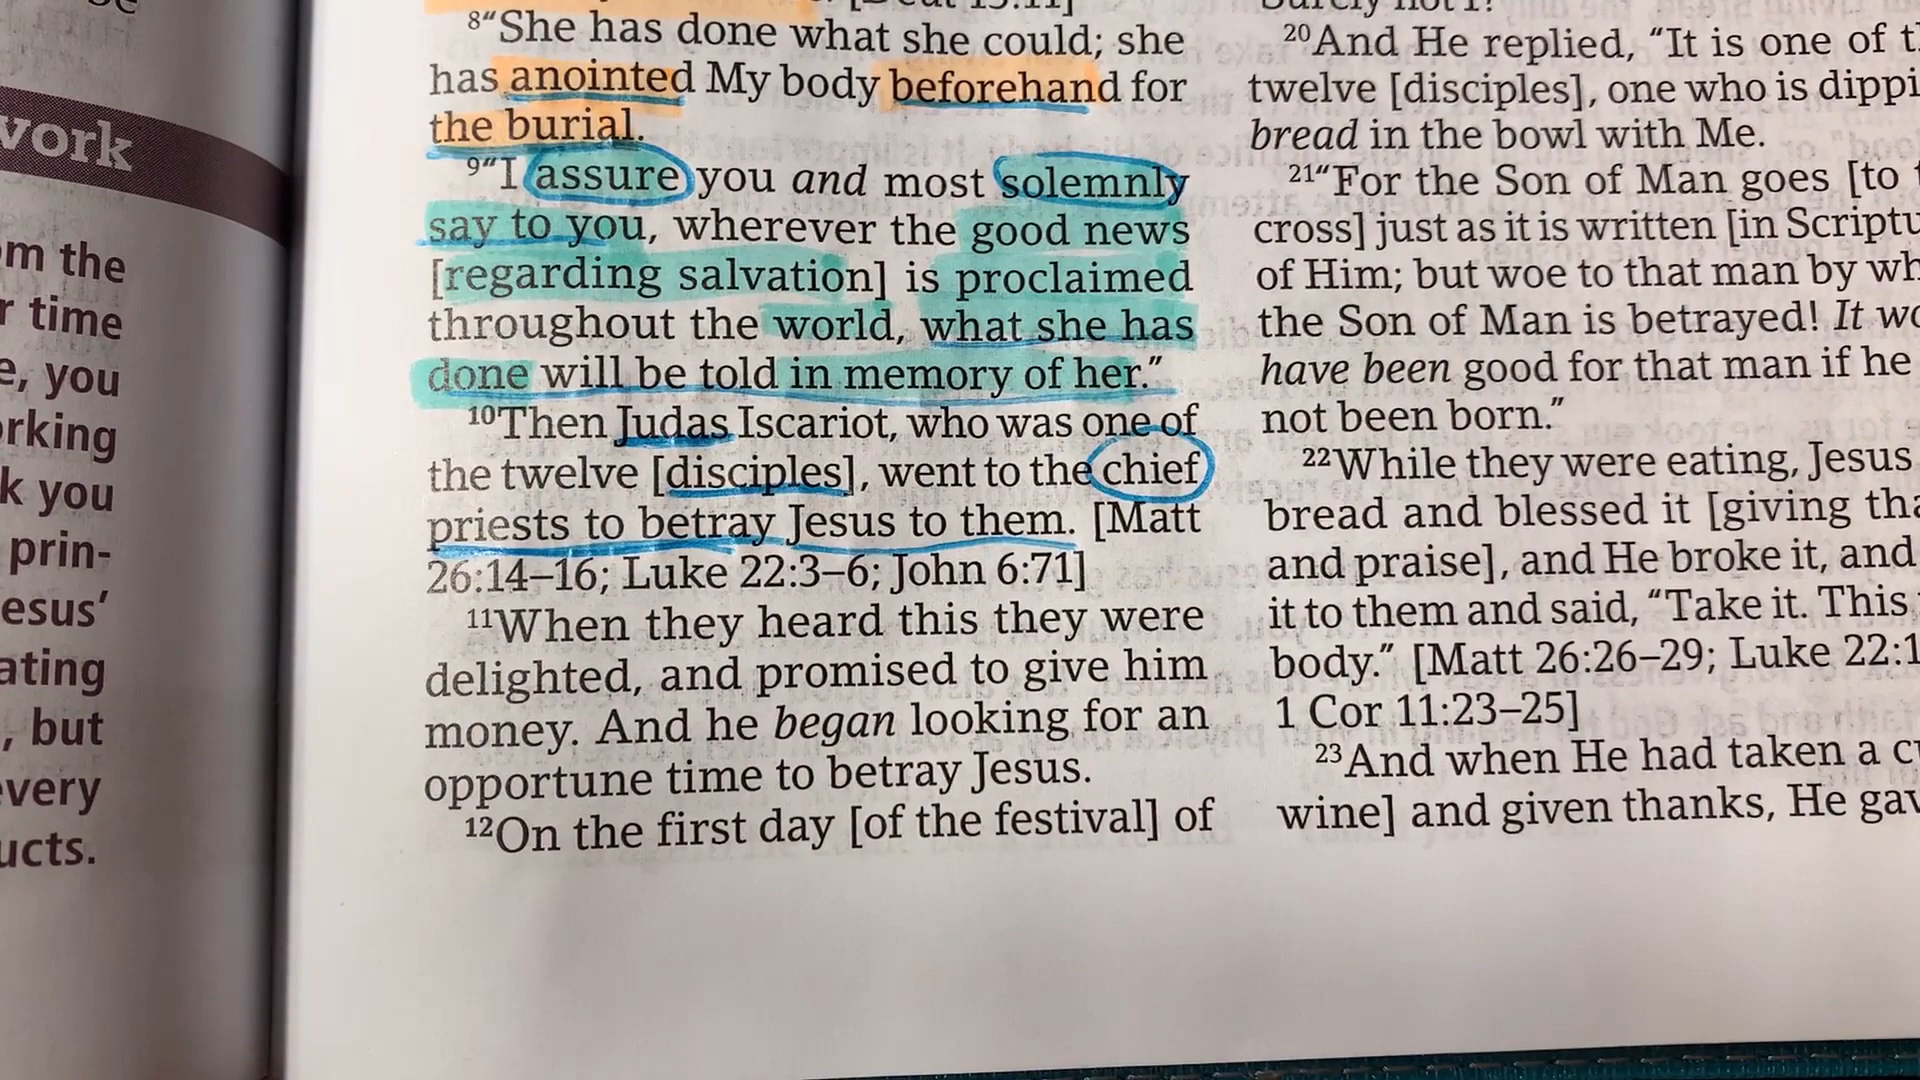 work
om the
r time
e, you
rking
k you
prin-
esus’
ating
, but
every
ucts.
8“She has done what she could; she
has anointed My body beforehand for
the burial.
9“I assure you and most solemnly
say to you, wherever the good news
[regarding salvation] is proclaimed
throughout the world, what she has
done will be told in memory of her.”
10Then Judas Iscariot, who was one of
the twelve [disciples], went to the chief
priests to betray Jesus to them. [Matt
26:14–16; Luke 22:3–6; John 6:71]
11When they heard this they were
delighted, and promised to give him
money. And he began looking for an
opportune time to betray Jesus.
12On the first day [of the festival] of
Surely not I?
20And He replied, “It is one of
twelve [disciples], one who is dippi
bread in the bowl with Me.
21“For the Son of Man goes [to
cross] just as it is written [in Scriptu
of Him; but woe to that man by wh
the Son of Man is betrayed! It wo
have been good for that man if he
not been born.”
22While they were eating, Jesus
bread and blessed it [giving tha
and praise], and He broke it, and
it to them and said, “Take it. This
body.” [Matt 26:26–29; Luke 22:1
1 Cor 11:23–25]
23And when He had taken a cu
wine] and given thanks, He gav